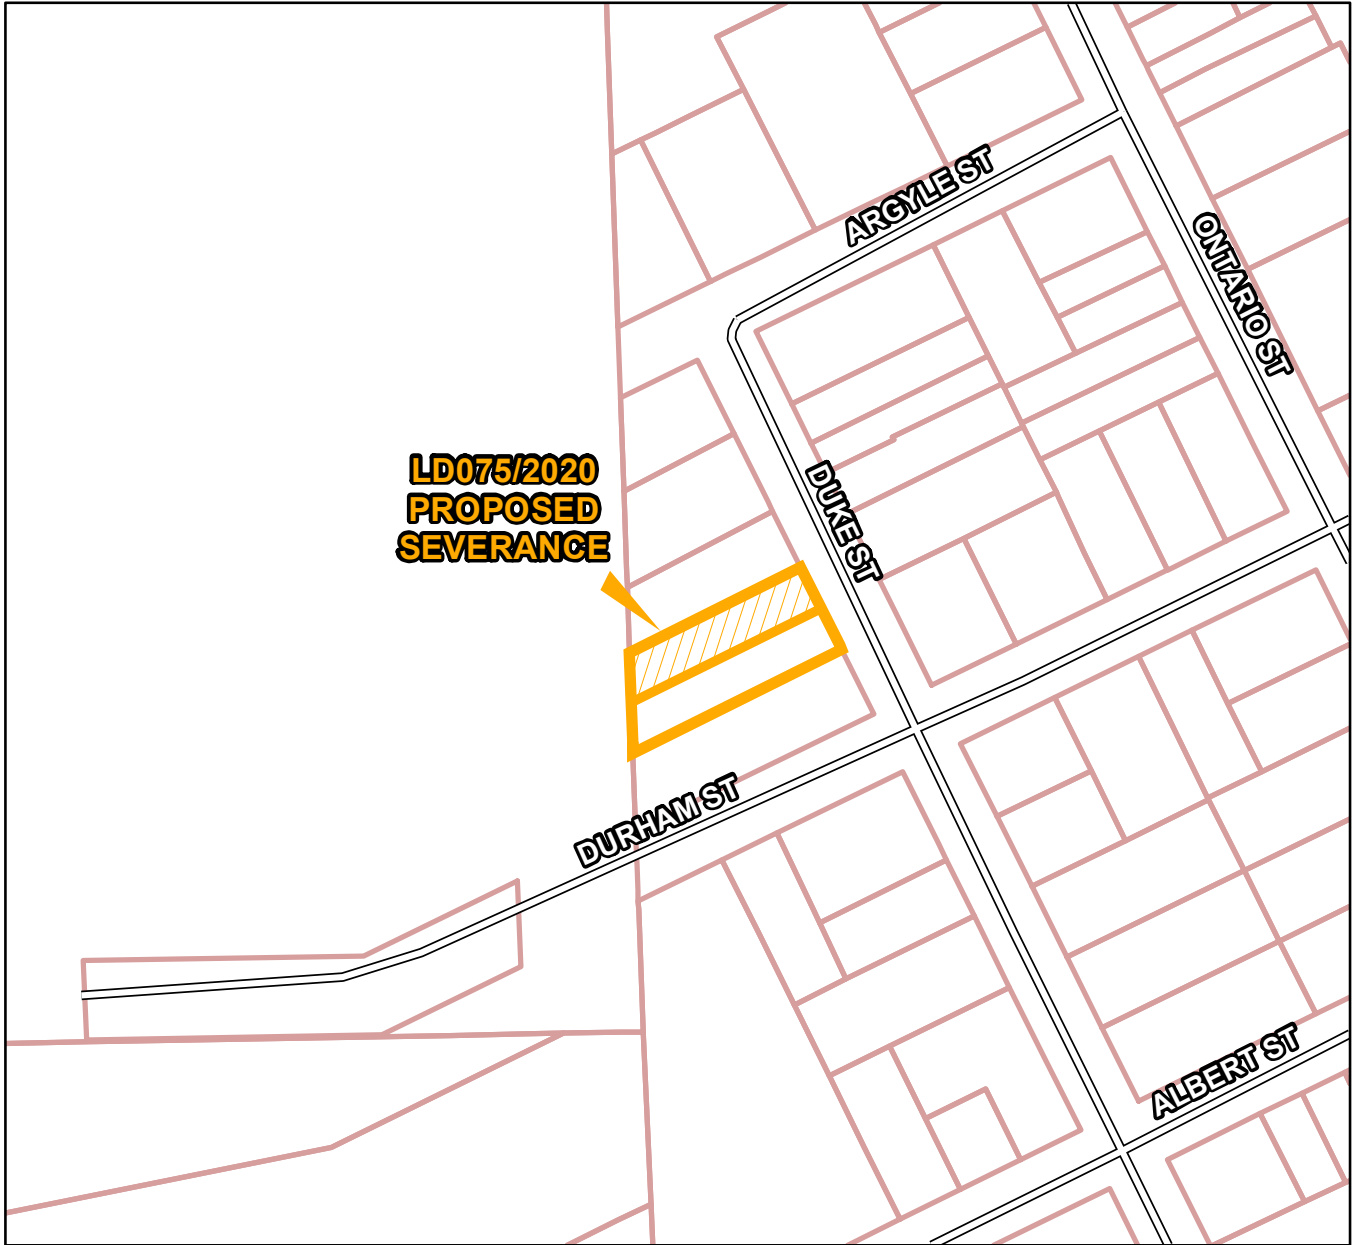 ARGYLE ST
ONTARIO ST
LD075/2020
PROPOSED
SEVERANCE
DUKE ST
DURHAM ST
ALBERT ST